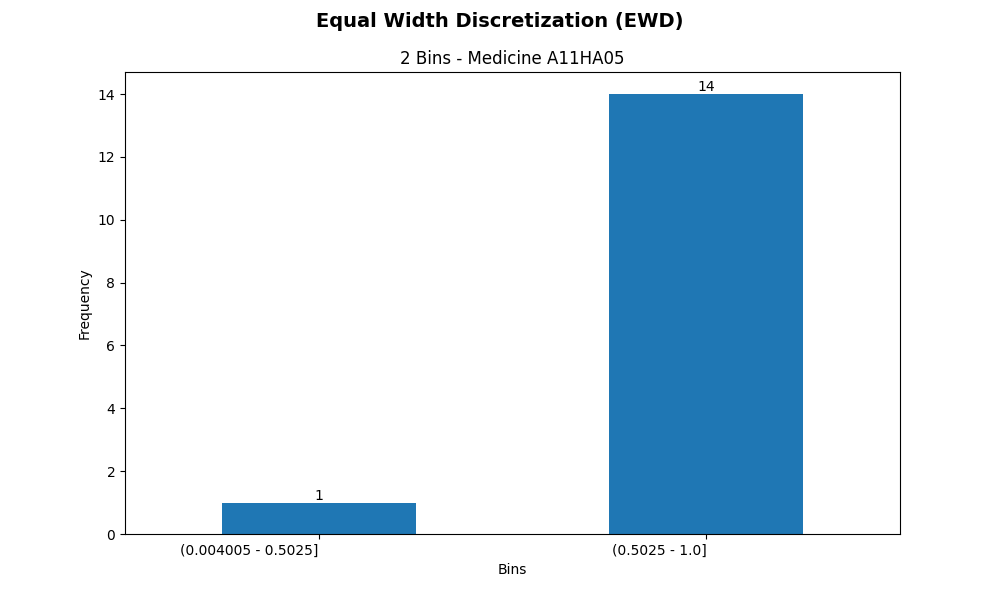 Equal Width Discretization (EWD)
2 Bins - Medicine A11HA05
14
12
10
8
6
4
2
0
Frequency
1
14
(0.004005 - 0.5025]
(0.5025 - 1.0]
Bins